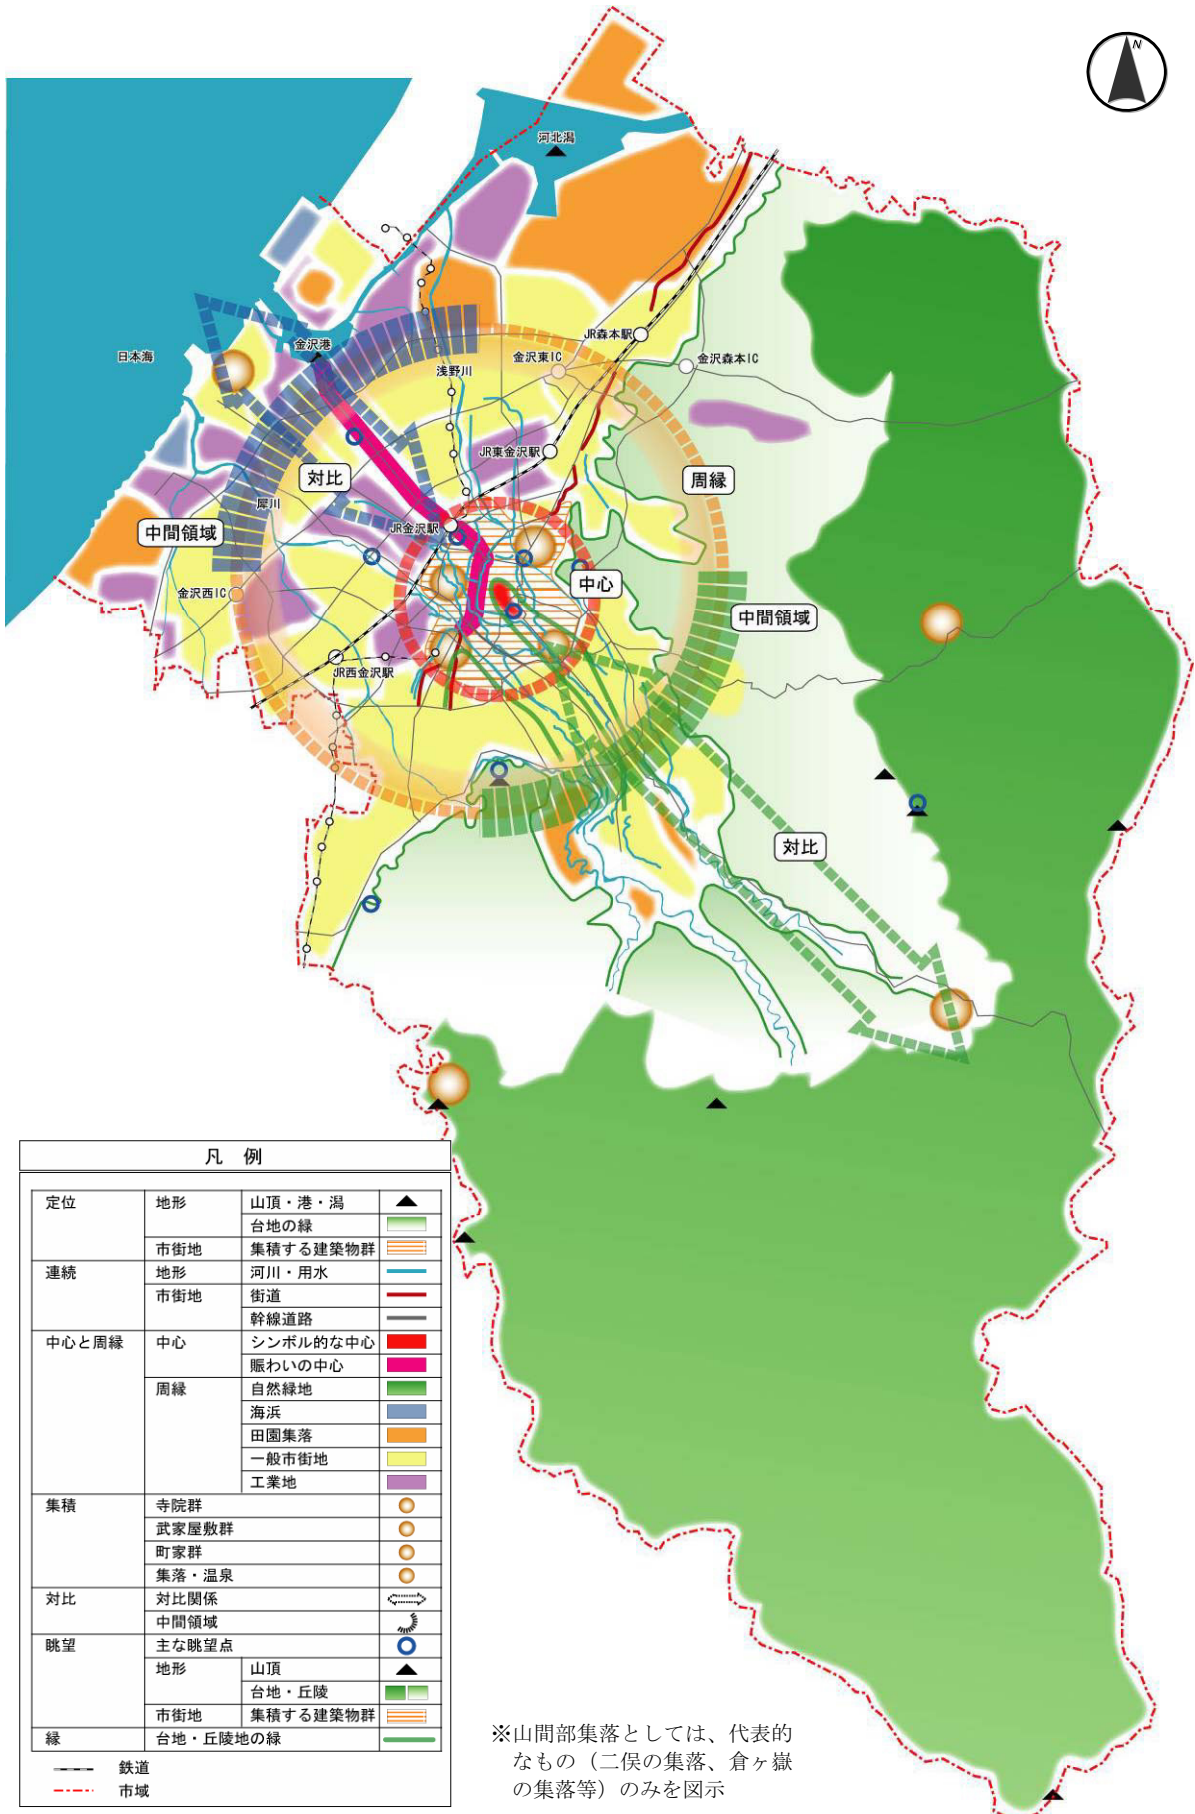 N
河北潟
JR森本駅
金沢港
日本海
金沢東IC
金沢森本IC
浅野川
JR東金沢駅
対比
周縁
犀川
中間領域
JR金沢駅
中心
金沢西IC
中間領域
JR西金沢駅
対比
凡 例
定位 地形 山頂・港・潟
台地の緑
市街地 集積する建築物群
連続 地形 河川・用水
市街地 街道
幹線道路
中心と周縁 中心 シンボル的な中心
賑わいの中心
周縁 自然緑地
海浜
田園集落
一般市街地
工業地
集積 寺院群
武家屋敷群
町家群
集落・温泉
対比 対比関係
中間領域
眺望 主な眺望点
地形 山頂
台地・丘陵
市街地 集積する建築物群
縁 台地・丘陵地の縁
鉄道
市域
※山間部集落としては、代表的
なもの（二俣の集落、倉ヶ嶽
の集落等）のみを図示